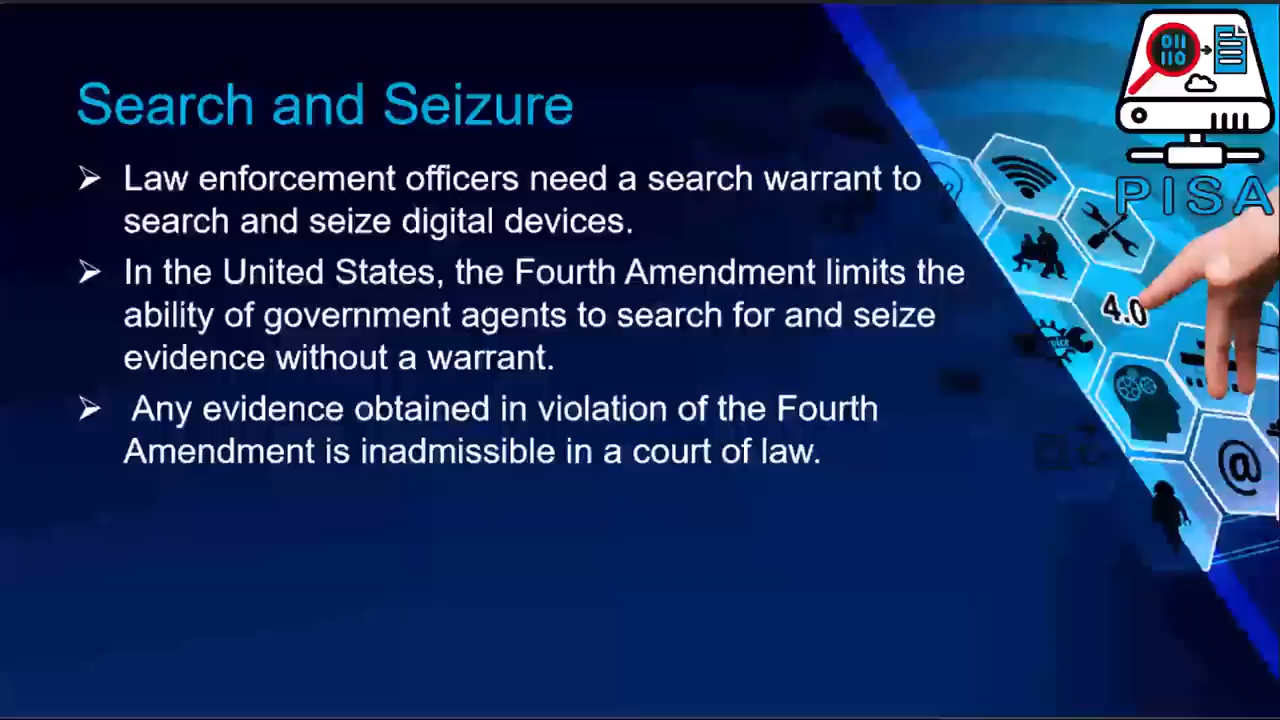 Search and Seizure
➢ Law enforcement officers need a search warrant to
search and seize digital devices.
➢ In the United States, the Fourth Amendment limits the
ability of government agents to search for and seize
evidence without a warrant.
➢ Any evidence obtained in violation of the Fourth
Amendment is inadmissible in a court of law.
011
110
PISA
4.0
@